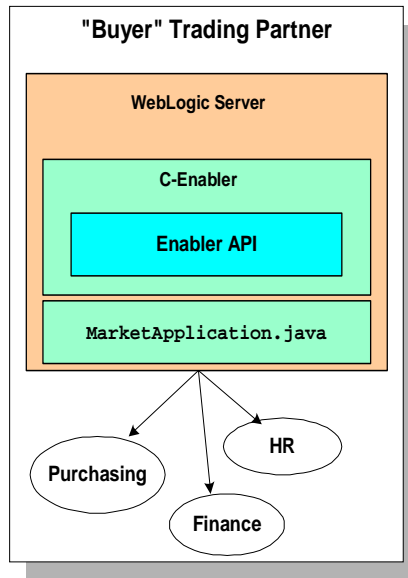 "Buyer" Trading Partner
WebLogic Server
C-Enabler
Enabler API
MarketApplication.java
HR
Purchasing
Finance